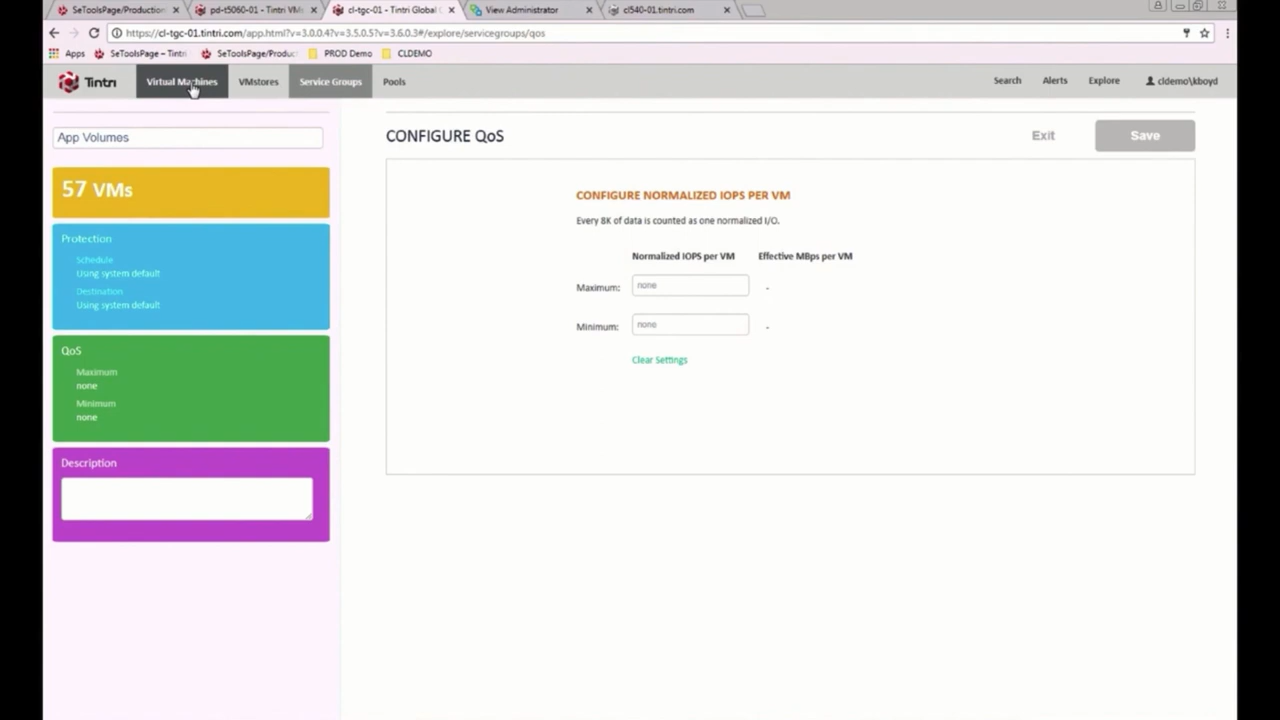 SeToolsPage/Production
pd-t5060-01 - Tintri VM
cl-tgc-01 - Tintri Global
View Administrator
cl540-01.tintri.com
https://cl-tgc-01.tintri.com/app.html?v=3.0.0.4?v=3.5.0.5?v=3.6.0.3#/explore/servicegroups/qos
Apps
SeToolsPage – Tintri
SeToolsPage/Produc
PROD Demo
CLDEMO
Tintri
Virtual Machines
VMstores
Service Groups
Pools
Search
Alerts
Explore
cldemo\kboyd
App Volumes
57 VMs
Protection
Schedule
Using system default
Destination
Using system default
QoS
Maximum
none
Minimum
none
Description
CONFIGURE QoS
Exit
Save
CONFIGURE NORMALIZED IOPS PER VM
Every 8K of data is counted as one normalized I/O.
Normalized IOPS per VM
Effective MBps per VM
Maximum:
none
-
Minimum:
none
-
Clear Settings